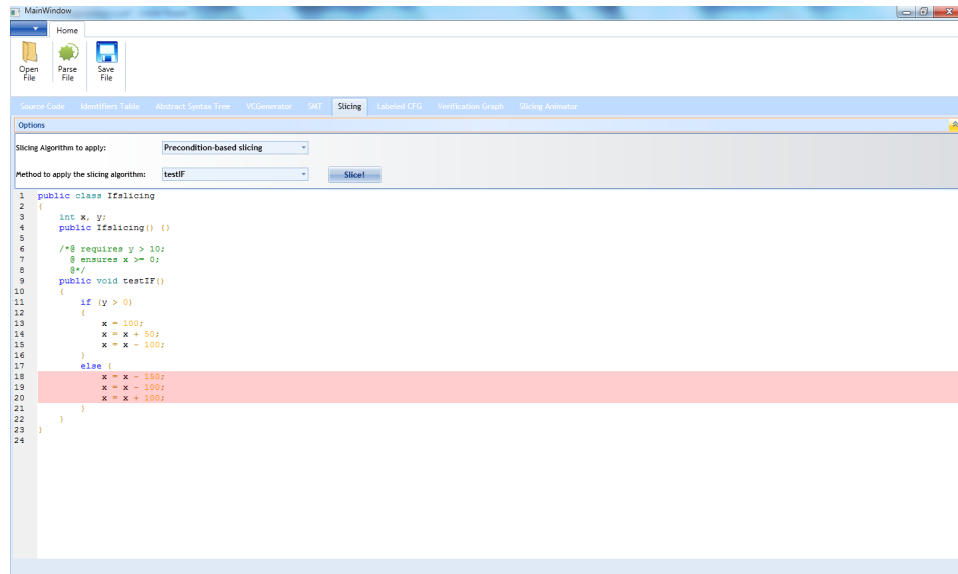 MainWindow
Home
Open File
Parse File
Save File
Source Code Identifiers Table Abstract Syntax Tree VCGenerator SMT Slicing Labeled CFG Verification Graph Slicing Animator
Options
Slicing Algorithm to apply: Precondition-based slicing
Method to apply the slicing algorithm: testIF Slice!
1 public class Ifslicing
2 {
3 int x, y;
4 public Ifslicing() {}
5
6 /*@ requires y > 10;
7 @ ensures x >= 0;
8 @*/
9 public void testIF()
10 {
11 if (y > 0)
12 {
13 x = 100;
14 x = x + 50;
15 x = x - 100;
16 }
17 else {
18 x = x - 150;
19 x = x - 100;
20 x = x + 100;
21 }
22 }
23 }
24